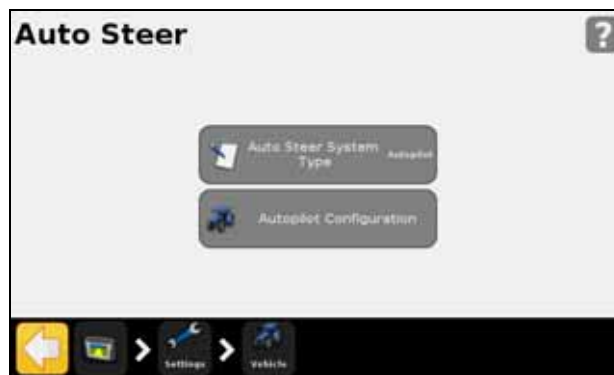 Auto Steer
?
Auto Steer System
Type
Autopilot
Autopilot Configuration
Settings
Vehicle